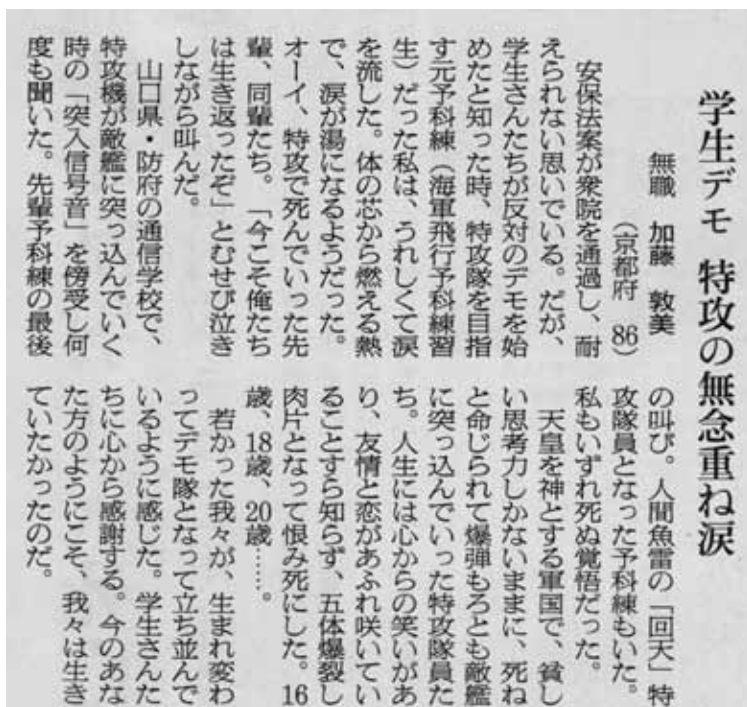 学生デモ 特攻の無念重ね涙
無職 加藤 敦美
（京都府 86）
安保法案が衆院を通過し、耐
えられない思いでいる。だが、
学生さんたちが反対のデモを始
めたと知った時、特攻隊を目指
す元予科練（海軍飛行予科練習
生）だった私は、うれしくて涙
を流した。体の芯から燃える熱
で、涙が湯になるようだった。
オーイ、特攻で死んでいった先
輩、同輩たち。「今こそ俺たち
は生き返ったぞ」とむせび泣き
しながら叫んだ。
山口県・防府の通信学校で、
特攻機が敵艦に突っ込んでいく
時の「突入信号音」を傍受し何
度も聞いた。先輩予科練の最後
の叫び。人間魚雷の「回天」特
攻隊員となった予科練もいた。
私もいずれ死ぬ覚悟だった。
天皇を神とする軍国で、貧し
い思考力しかないままに、死ね
と命じられて爆弾もろとも敵艦
に突っ込んでいった特攻隊員た
ち。人生には心からの笑いがあ
り、友情と恋があふれ咲いてい
ることすら知らず、五体爆裂し
肉片となって恨み死にした。16
歳、18歳、20歳……。
若かった我々が、生まれ変わ
ってデモ隊となって立ち並んで
いるように感じた。学生さんた
ちに心から感謝する。今のあな
た方のようにこそ、我々は生き
ていたかったのだ。